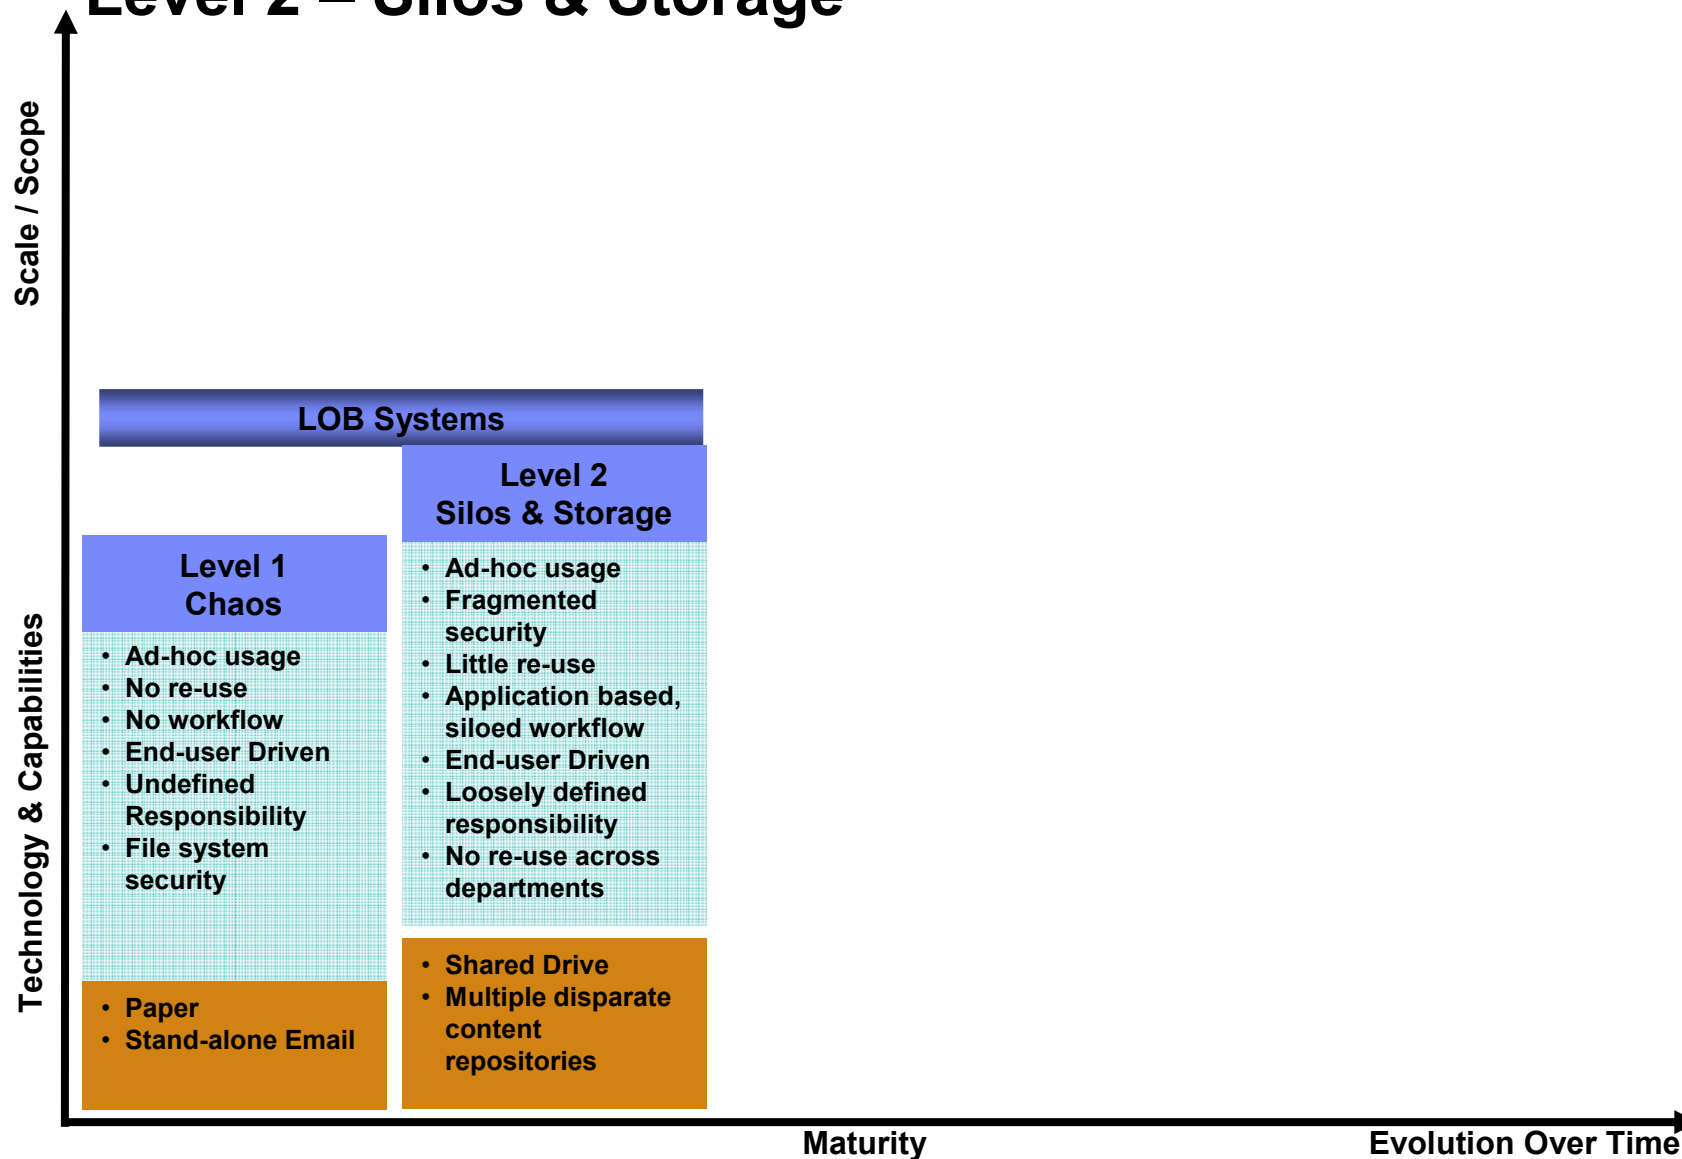 Level 2 – Silos & Storage
Scale / Scope
Technology & Capabilities
LOB Systems
Level 1
Chaos
• Ad-hoc usage
• No re-use
• No workflow
• End-user Driven
• Undefined
Responsibility
• File system
security
• Paper
• Stand-alone Email
Level 2
Silos & Storage
• Ad-hoc usage
• Fragmented
security
• Little re-use
• Application based,
siloed workflow
• End-user Driven
• Loosely defined
responsibility
• No re-use across
departments
• Shared Drive
• Multiple disparate
content
repositories
Maturity
Evolution Over Time